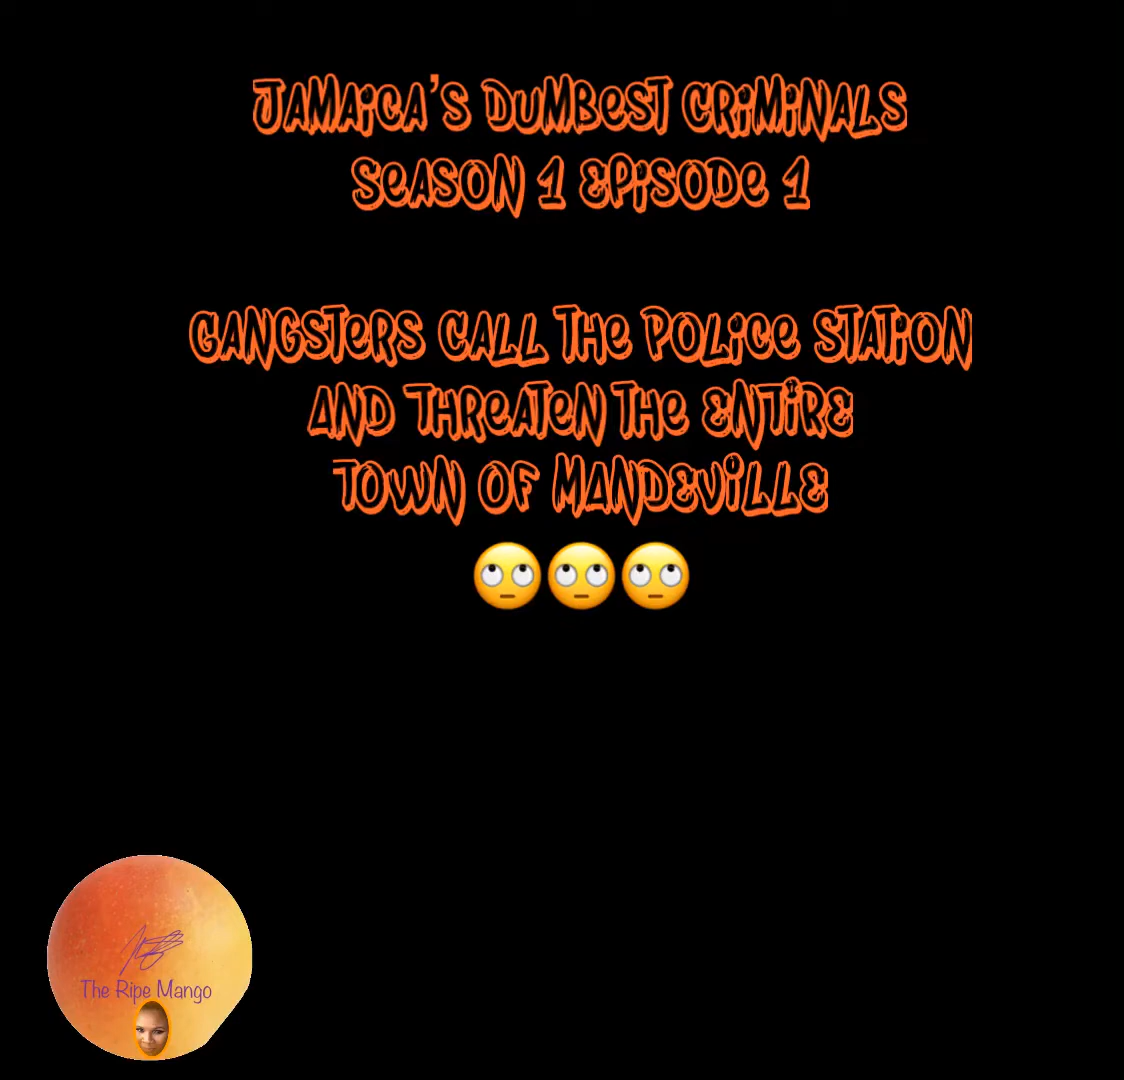 JAMAICA'S DUMBEST CRIMINALS
SEASON 1 EPISODE 1
GANGSTERS CALL THE POLICE STATION
AND THREATEN THE ENTIRE
TOWN OF MANDEVILLE
🙄🙄🙄
The Ripe Mango